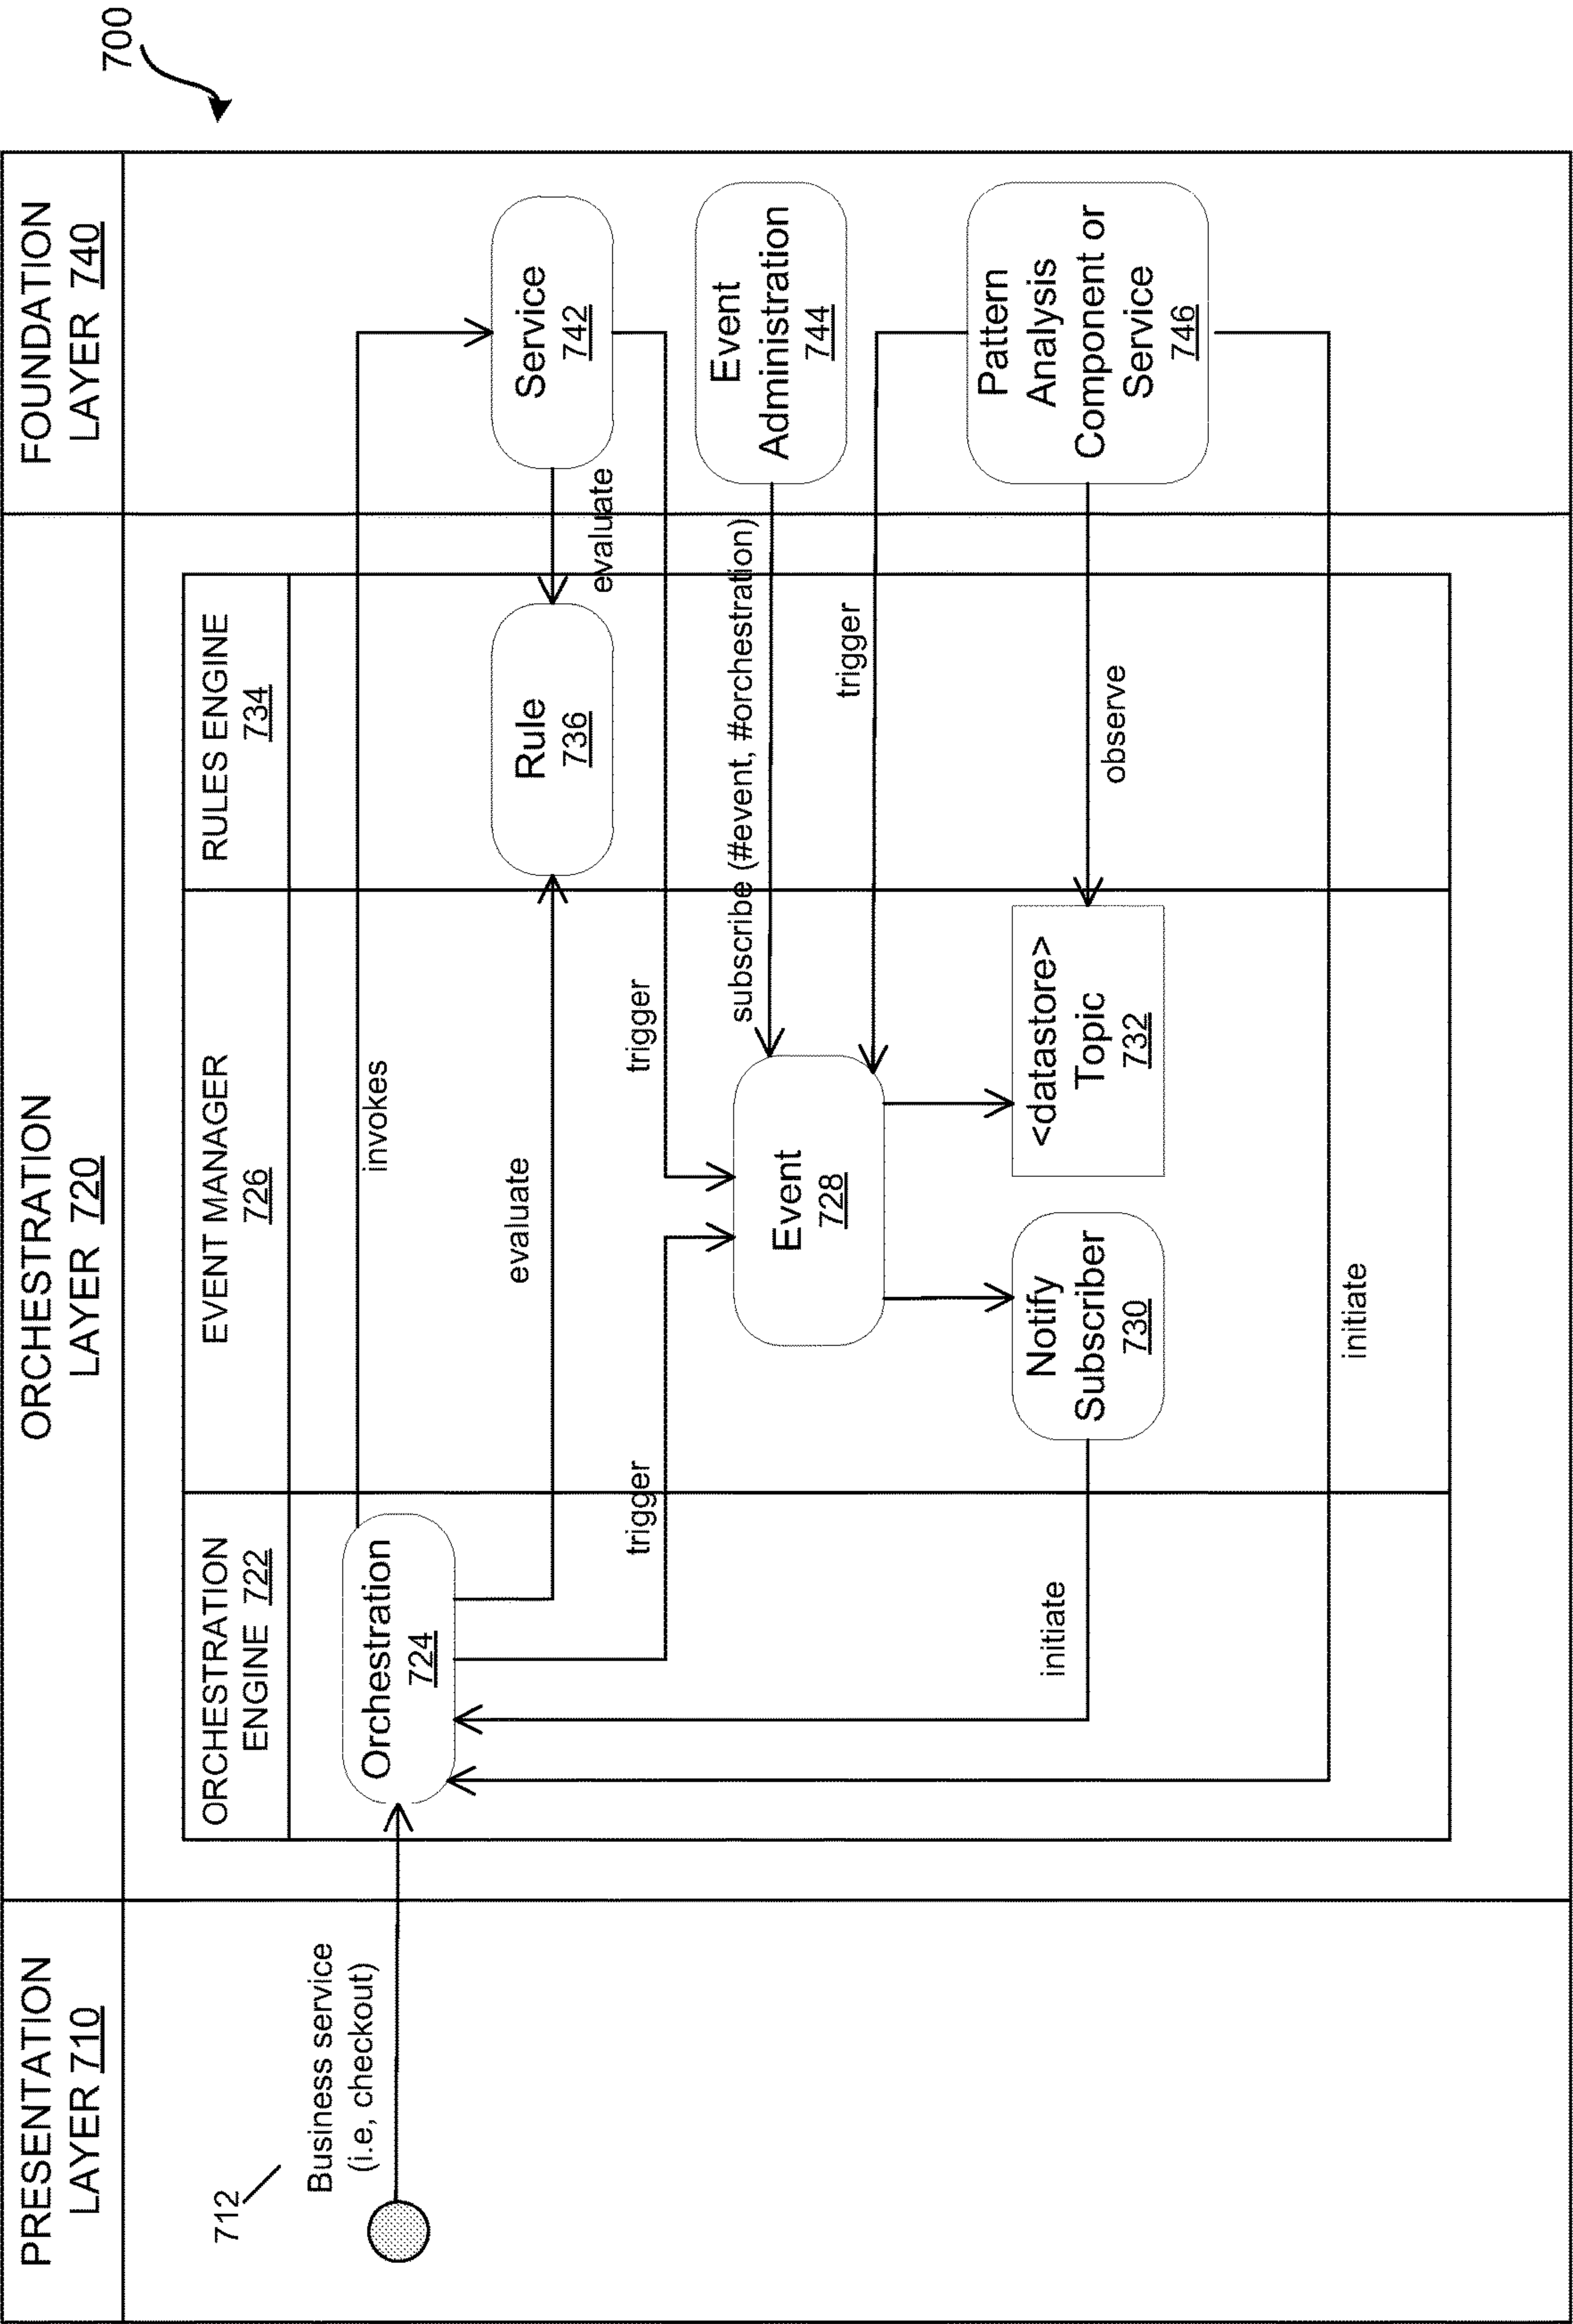 700
PRESENTATION
LAYER 710
ORCHESTRATION
LAYER 720
FOUNDATION
LAYER 740
ORCHESTRATION
ENGINE 722
EVENT MANAGER
726
RULES ENGINE
734
712
Business service
(i.e, checkout)
Orchestration
724
invokes
evaluate
trigger
trigger
Rule
736
evaluate
Service
742
subscribe (#event, #orchestration)
Event
Administration
744
Event
728
trigger
Notify
Subscriber
730
<datastore>
Topic
732
observe
Pattern
Analysis
Component or
Service
746
initiate
initiate